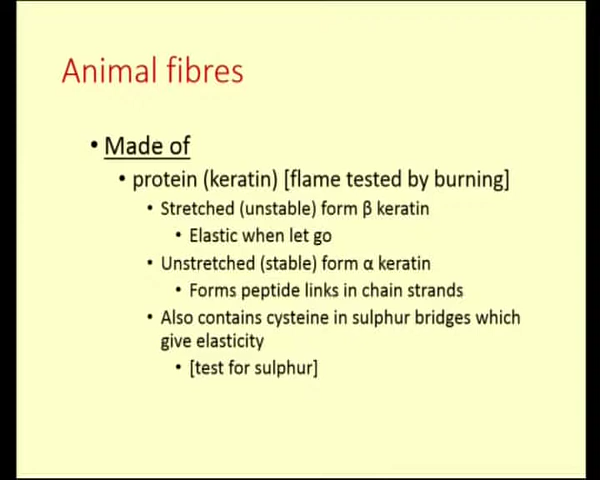 Animal fibres
• Made of
• protein (keratin) [flame tested by burning]
• Stretched (unstable) form β keratin
• Elastic when let go
• Unstretched (stable) form α keratin
• Forms peptide links in chain strands
• Also contains cysteine in sulphur bridges which
give elasticity
• [test for sulphur]